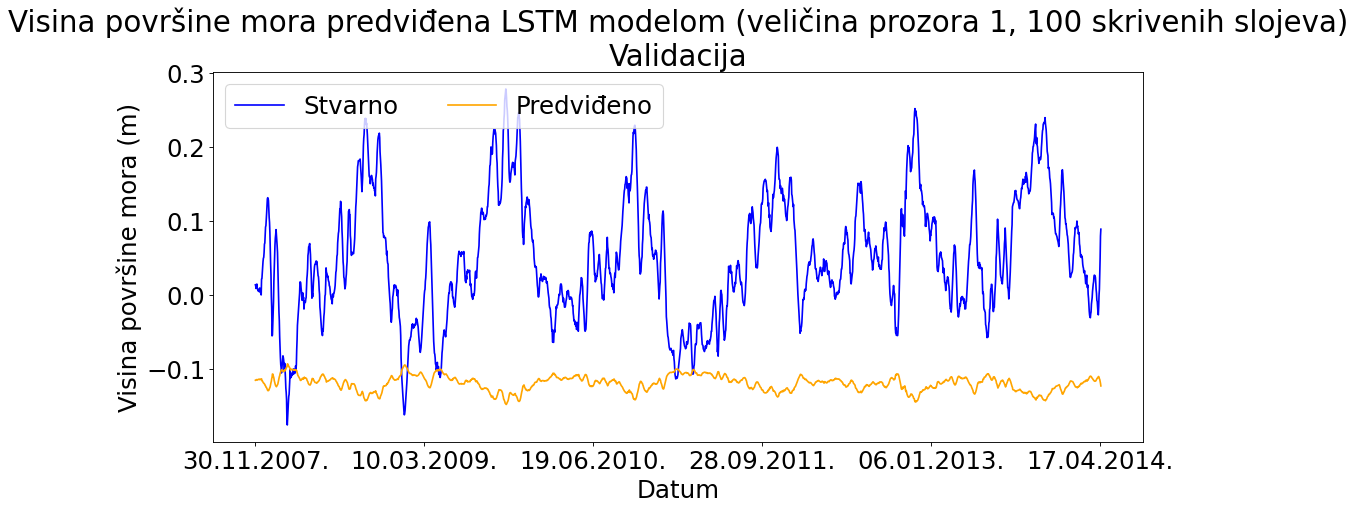 Visina površine mora predviđena LSTM modelom (veličina prozora 1, 100 skrivenih slojeva)
Validacija
Stvarno Predviđeno
Visina površine mora (m)
0.3
0.2
0.1
0.0
−0.1
30.11.2007. 10.03.2009. 19.06.2010. 28.09.2011. 06.01.2013. 17.04.2014.
Datum